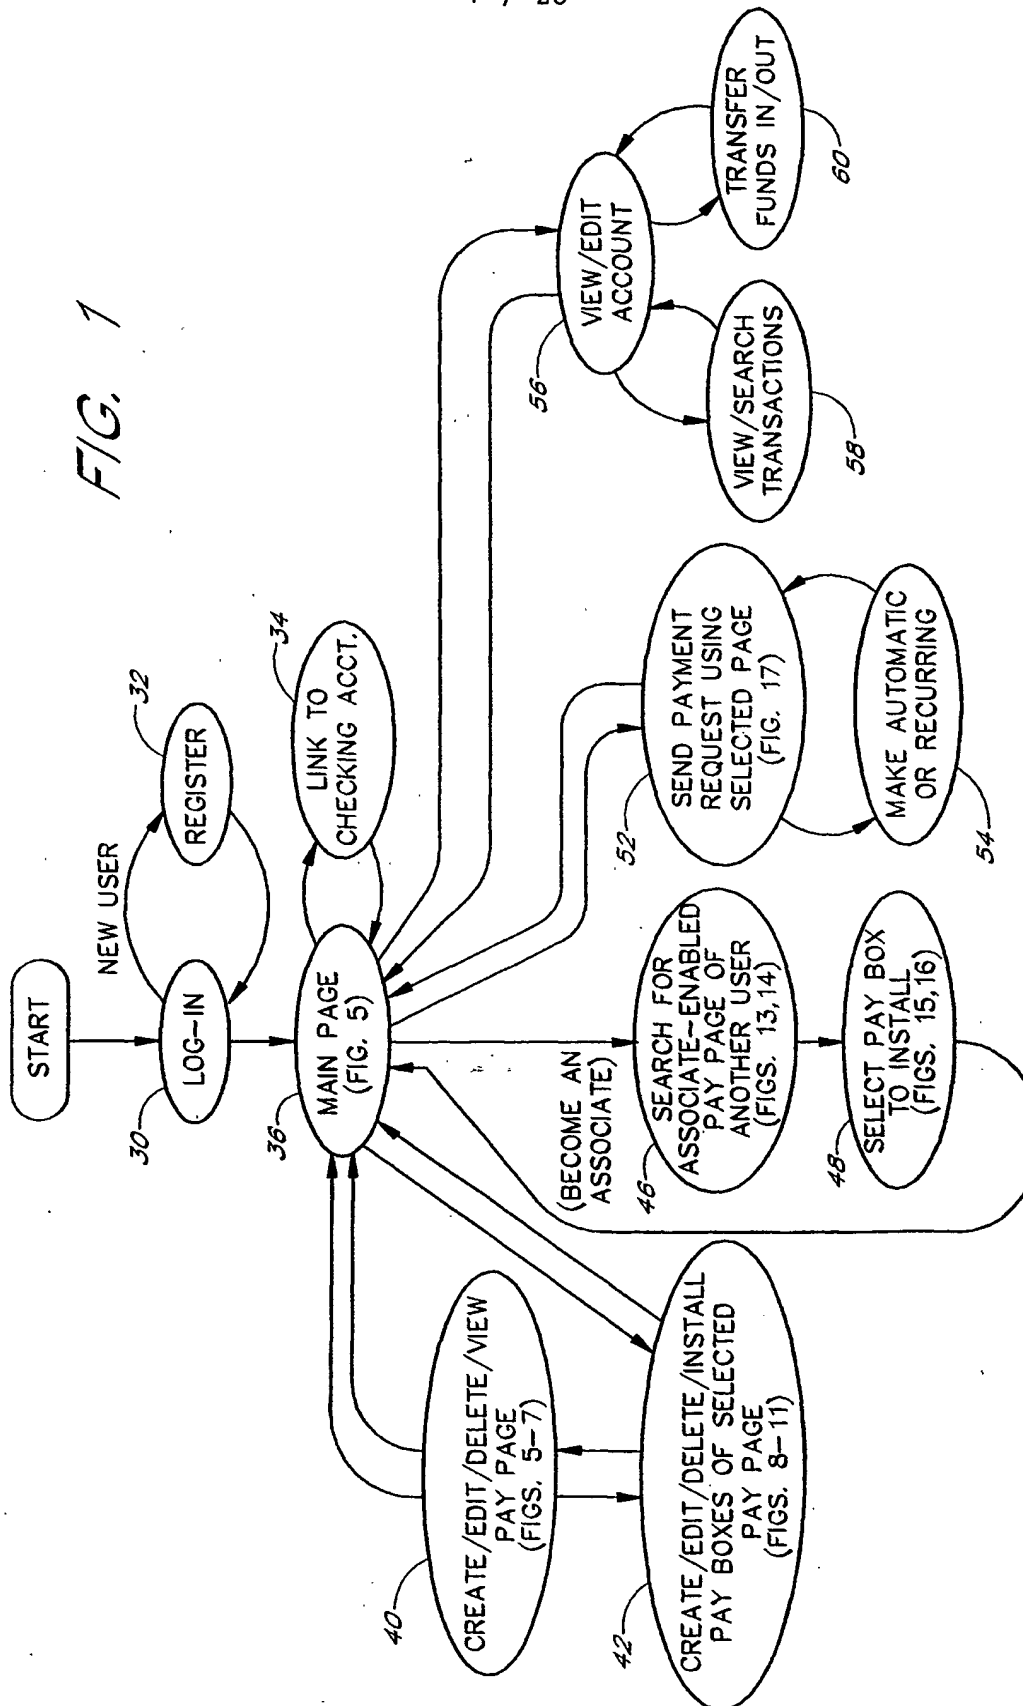 FIG. 1
START
NEW USER
LOG-IN
30
REGISTER
32
MAIN PAGE
(FIG. 5)
36
LINK TO
CHECKING ACCT.
34
CREATE/EDIT/DELETE/VIEW
PAY PAGE
(FIGS. 5-7)
40
CREATE/EDIT/DELETE/INSTALL
PAY BOXES OF SELECTED
PAY PAGE
(FIGS. 8-11)
42
(BECOME AN
ASSOCIATE)
SEARCH FOR
ASSOCIATE-ENABLED
PAY PAGE OF
ANOTHER USER
(FIGS. 13,14)
46
SELECT PAY BOX
TO INSTALL
(FIGS. 15,16)
48
SEND PAYMENT
REQUEST USING
SELECTED PAGE
(FIG. 17)
52
MAKE AUTOMATIC
OR RECURRING
54
VIEW/EDIT
ACCOUNT
56
VIEW/SEARCH
TRANSACTIONS
58
TRANSFER
FUNDS IN/OUT
60